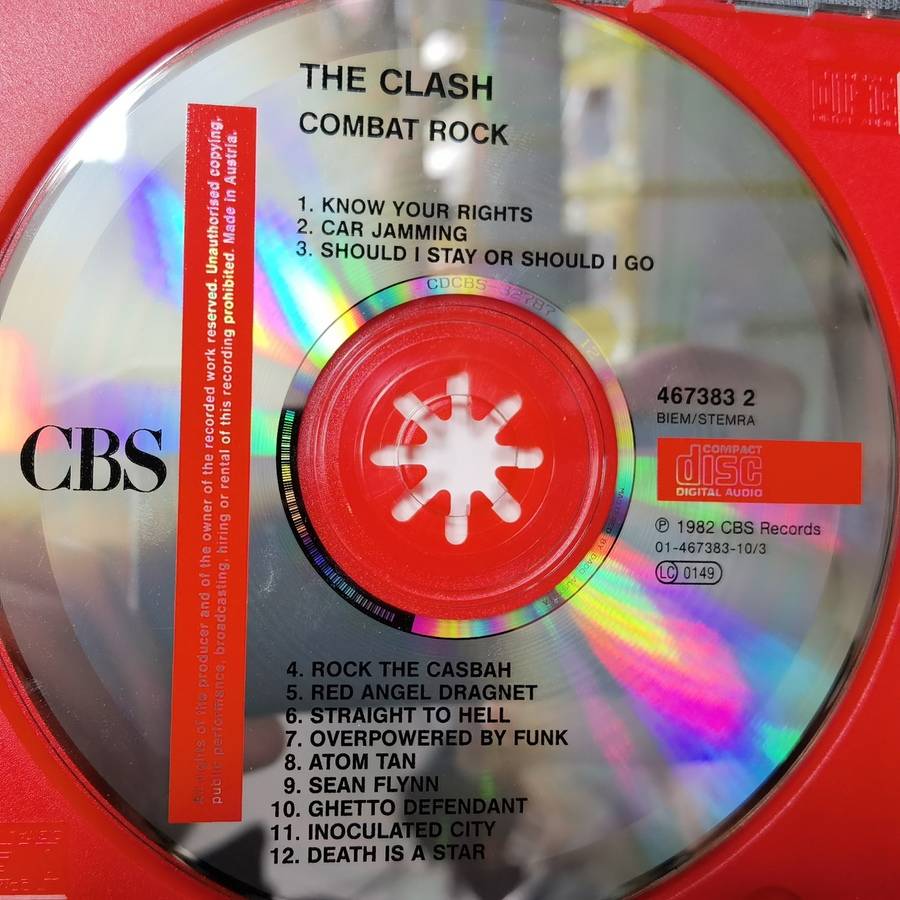 THE CLASH
COMBAT ROCK
1. KNOW YOUR RIGHTS
2. CAR JAMMING
3. SHOULD I STAY OR SHOULD I GO
CDCBS-32787 12
467383 2
BIEM/STEMRA
COMPACT
disc
DIGITAL AUDIO
℗ 1982 CBS Records
01-467383-10/3
LC 0149
CBS
All rights of the producer and of the owner of the recorded work reserved. Unauthorised copying,
public performance, broadcasting, hiring or rental of this recording prohibited. Made in Austria.
4. ROCK THE CASBAH
5. RED ANGEL DRAGNET
6. STRAIGHT TO HELL
7. OVERPOWERED BY FUNK
8. ATOM TAN
9. SEAN FLYNN
10. GHETTO DEFENDANT
11. INOCULATED CITY
12. DEATH IS A STAR